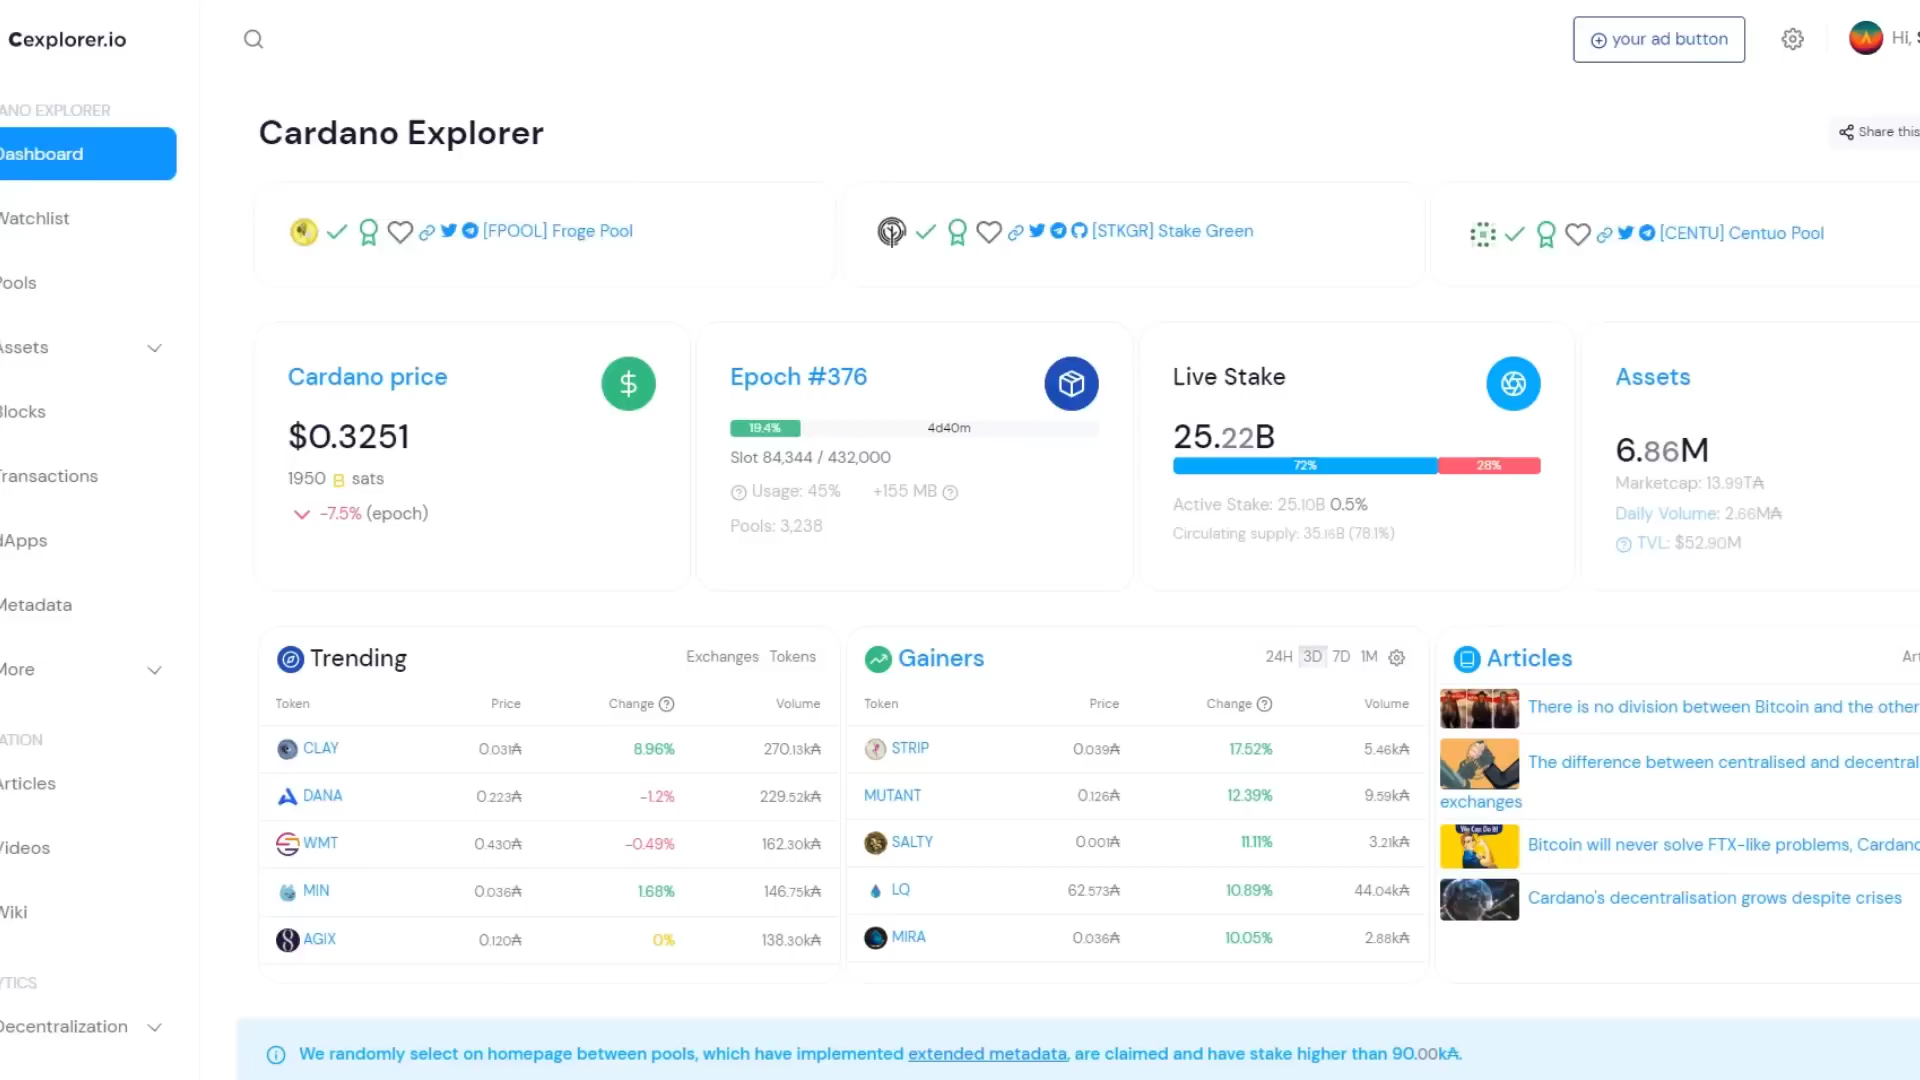 Cexplorer.io
your ad button
Hi,
ANO EXPLORER
Dashboard
Watchlist
Pools
Assets
Blocks
Transactions
dApps
Metadata
More
ATION
Articles
Videos
Wiki
YTICS
Decentralization
Cardano Explorer
Share this
[FPOOL] Froge Pool
[STKGR] Stake Green
[CENTU] Centuo Pool
Cardano price
$
$0.3251
1950 B sats
-7.5% (epoch)
Epoch #376
19.4% 4d40m
Slot 84,344 / 432,000
Usage: 45% +155 MB
Pools: 3,238
Live Stake
25.22B
72% 28%
Active Stake: 25.10B 0.5%
Circulating supply: 35.16B (78.1%)
Assets
6.86M
Marketcap: 13.99T₳
Daily Volume: 2.66M₳
TVL: $52.90M
Trending Exchanges Tokens
Token Price Change Volume
CLAY 0.031₳ 8.96% 270.13k₳
DANA 0.223₳ -1.2% 229.52k₳
WMT 0.430₳ -0.49% 162.30k₳
MIN 0.036₳ 1.68% 146.75k₳
AGIX 0.120₳ 0% 138.30k₳
Gainers 24H 3D 7D 1M
Token Price Change Volume
STRIP 0.039₳ 17.52% 5.46k₳
MUTANT 0.126₳ 12.39% 9.59k₳
SALTY 0.001₳ 11.11% 3.21k₳
LQ 62.573₳ 10.89% 44.04k₳
MIRA 0.036₳ 10.05% 2.88k₳
Articles Art
There is no division between Bitcoin and the other
The difference between centralised and decentral
exchanges
We Can Do It!
Bitcoin will never solve FTX-like problems, Cardano
Cardano's decentralisation grows despite crises
We randomly select on homepage between pools, which have implemented extended metadata, are claimed and have stake higher than 90.00k₳.